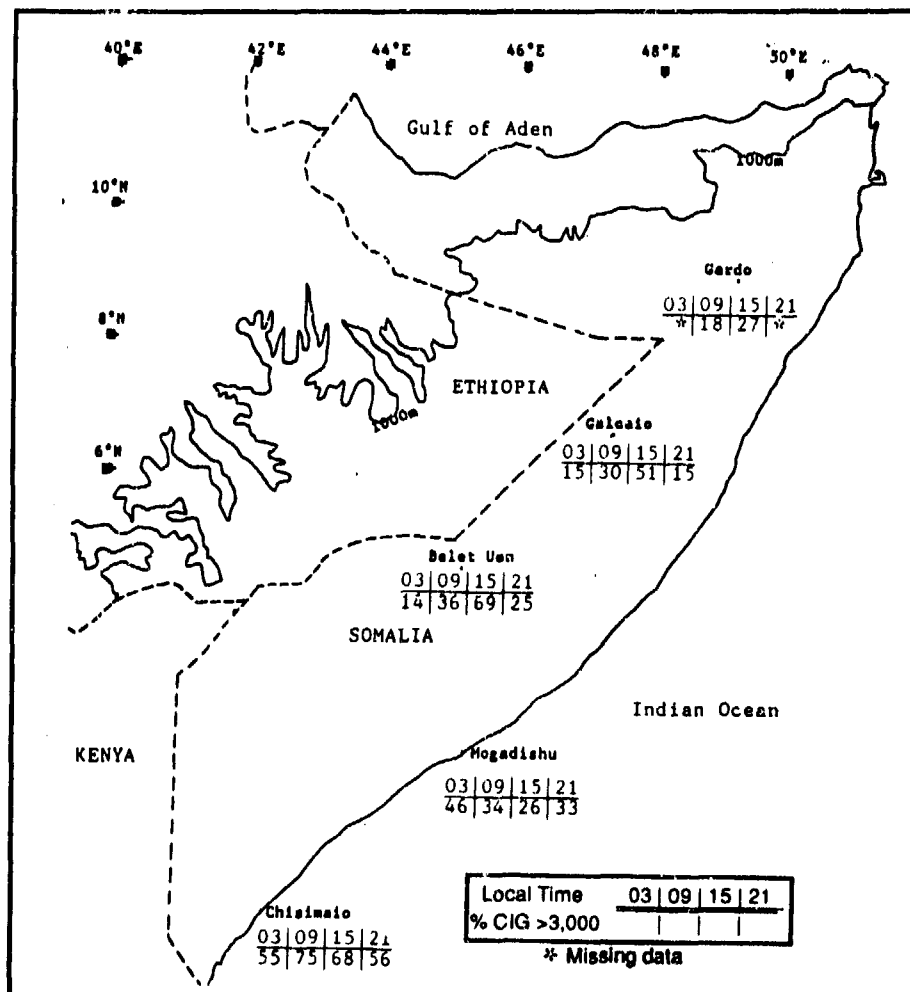 40°E 42°E 44°E 46°E 48°E 50°E
Gulf of Aden
1000m
10°N
Gardo
03 | 09 | 15 | 21
* | 18 | 27 | *
8°N
ETHIOPIA
1000m
Galcaio
6°N
03 | 09 | 15 | 21
15 | 30 | 51 | 15
Belet Uen
03 | 09 | 15 | 21
14 | 36 | 69 | 25
SOMALIA
Indian Ocean
KENYA
Mogadishu
03 | 09 | 15 | 21
46 | 34 | 26 | 33
Local Time 03 | 09 | 15 | 21
% CIG >3,000
* Missing data
Chisimaio
03 | 09 | 15 | 21
55 | 75 | 68 | 56